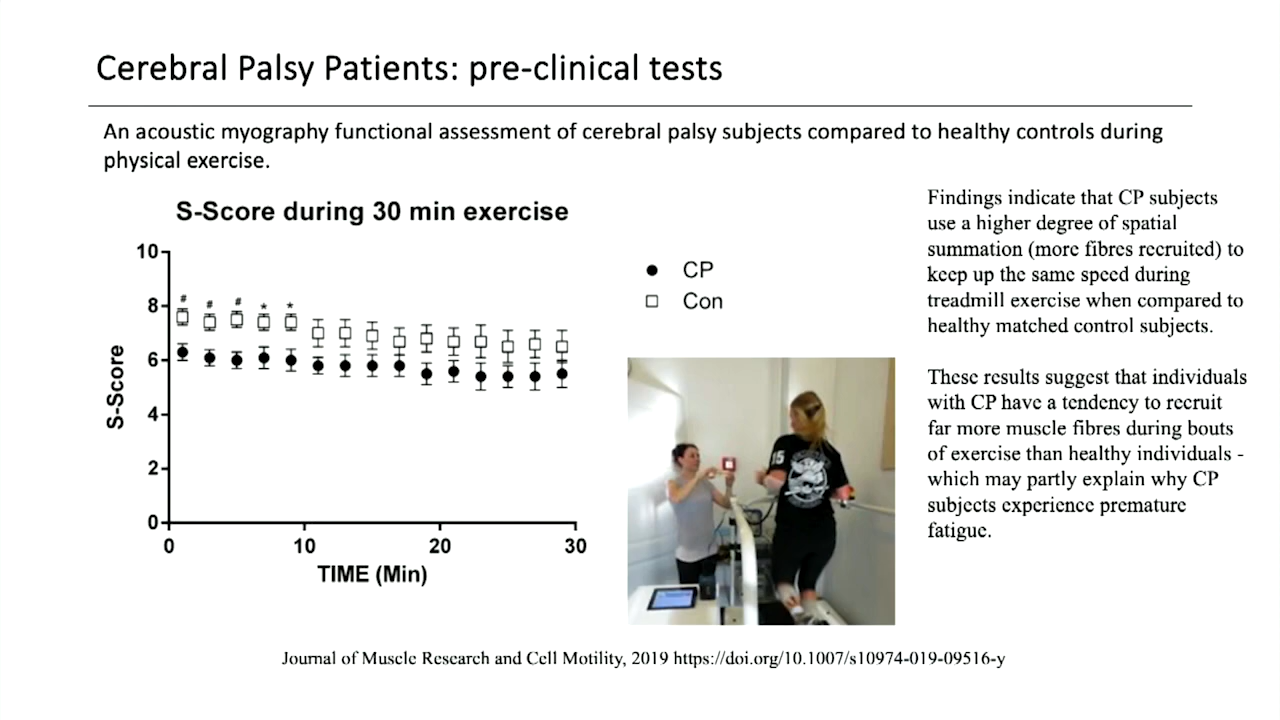 Cerebral Palsy Patients: pre-clinical tests
An acoustic myography functional assessment of cerebral palsy subjects compared to healthy controls during
physical exercise.
S-Score during 30 min exercise
10
8
6
4
2
0
S-Score
# # # * *
0 10 20 30
TIME (Min)
CP
Con
15
Findings indicate that CP subjects
use a higher degree of spatial
summation (more fibres recruited) to
keep up the same speed during
treadmill exercise when compared to
healthy matched control subjects.
These results suggest that individuals
with CP have a tendency to recruit
far more muscle fibres during bouts
of exercise than healthy individuals -
which may partly explain why CP
subjects experience premature
fatigue.
Journal of Muscle Research and Cell Motility, 2019 https://doi.org/10.1007/s10974-019-09516-y